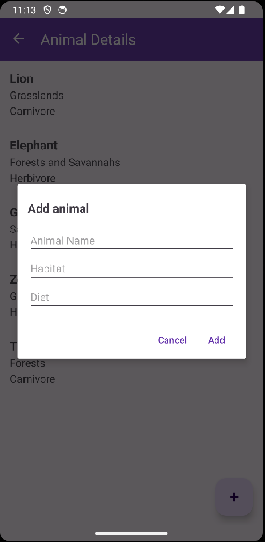 11:13
Animal Details
Lion
Grasslands
Carnivore
Elephant
Forests and Savannahs
Herbivore
Add animal
Animal Name
Habitat
Diet
Cancel
Add
Forests
Carnivore
+